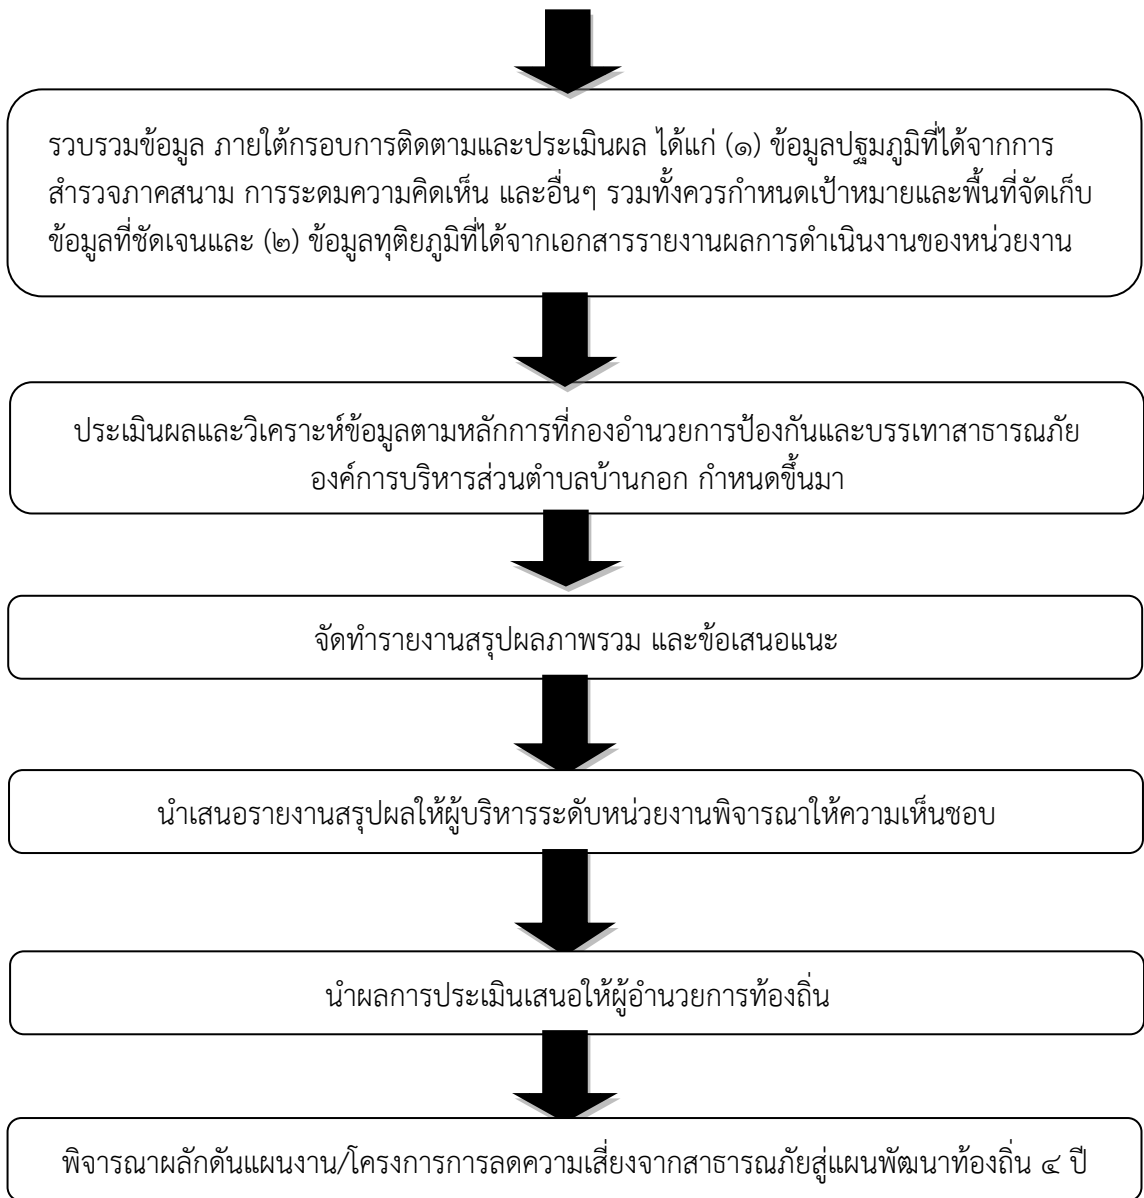 รวบรวมข้อมูล ภายใต้กรอบการติดตามและประเมินผล ได้แก่ (๑) ข้อมูลปฐมภูมิที่ได้จากการ
สำรวจภาคสนาม การระดมความคิดเห็น และอื่นๆ รวมทั้งควรกำหนดเป้าหมายและพื้นที่จัดเก็บ
ข้อมูลที่ชัดเจนและ (๒) ข้อมูลทุติยภูมิที่ได้จากเอกสารรายงานผลการดำเนินงานของหน่วยงาน
ประเมินผลและวิเคราะห์ข้อมูลตามหลักการที่กองอำนวยการป้องกันและบรรเทาสาธารณภัย
องค์การบริหารส่วนตำบลบ้านกอก กำหนดขึ้นมา
จัดทำรายงานสรุปผลภาพรวม และข้อเสนอแนะ
นำเสนอรายงานสรุปผลให้ผู้บริหารระดับหน่วยงานพิจารณาให้ความเห็นชอบ
นำผลการประเมินเสนอให้ผู้อำนวยการท้องถิ่น
พิจารณาผลักดันแผนงาน/โครงการการลดความเสี่ยงจากสาธารณภัยสู่แผนพัฒนาท้องถิ่น ๔ ปี